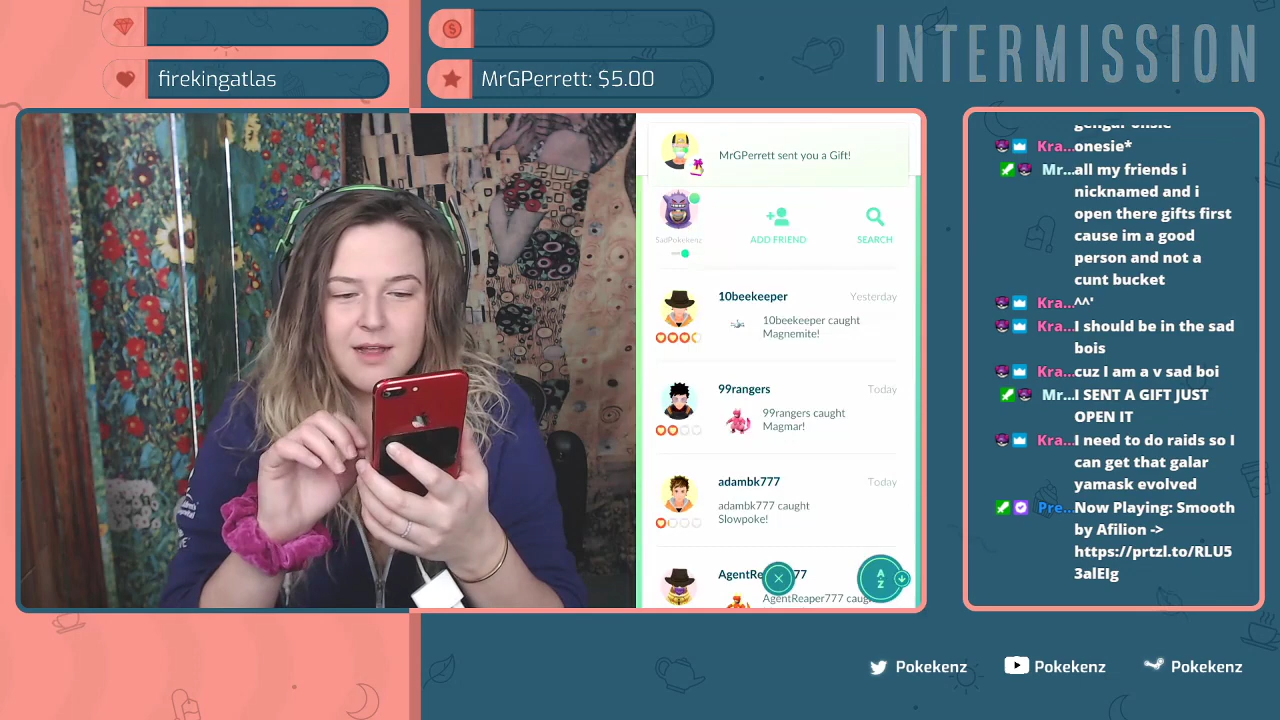 INTERMISSION
firekingatlas
MrGPerrett: $5.00
MrGPerrett sent you a Gift!
SadPokekenz
ADD FRIEND
SEARCH
10beekeeper
Yesterday
10beekeeper caught
Magnemite!
99rangers
Today
99rangers caught
Magmar!
adambk777
Today
adambk777 caught
Slowpoke!
AgentRe
77
AgentReaper777 caug
A
Z
Kra...onesie*
Mr...all my friends i
nicknamed and i
open there gifts first
cause im a good
person and not a
cunt bucket
Kra...^^'
Kra...I should be in the sad
bois
Kra...cuz I am a v sad boi
Mr...I SENT A GIFT JUST
OPEN IT
Kra...I need to do raids so I
can get that galar
yamask evolved
Pre...Now Playing: Smooth
by Afilion ->
https://prtzl.to/RLU5
3alEIg
Pokekenz
Pokekenz
Pokekenz